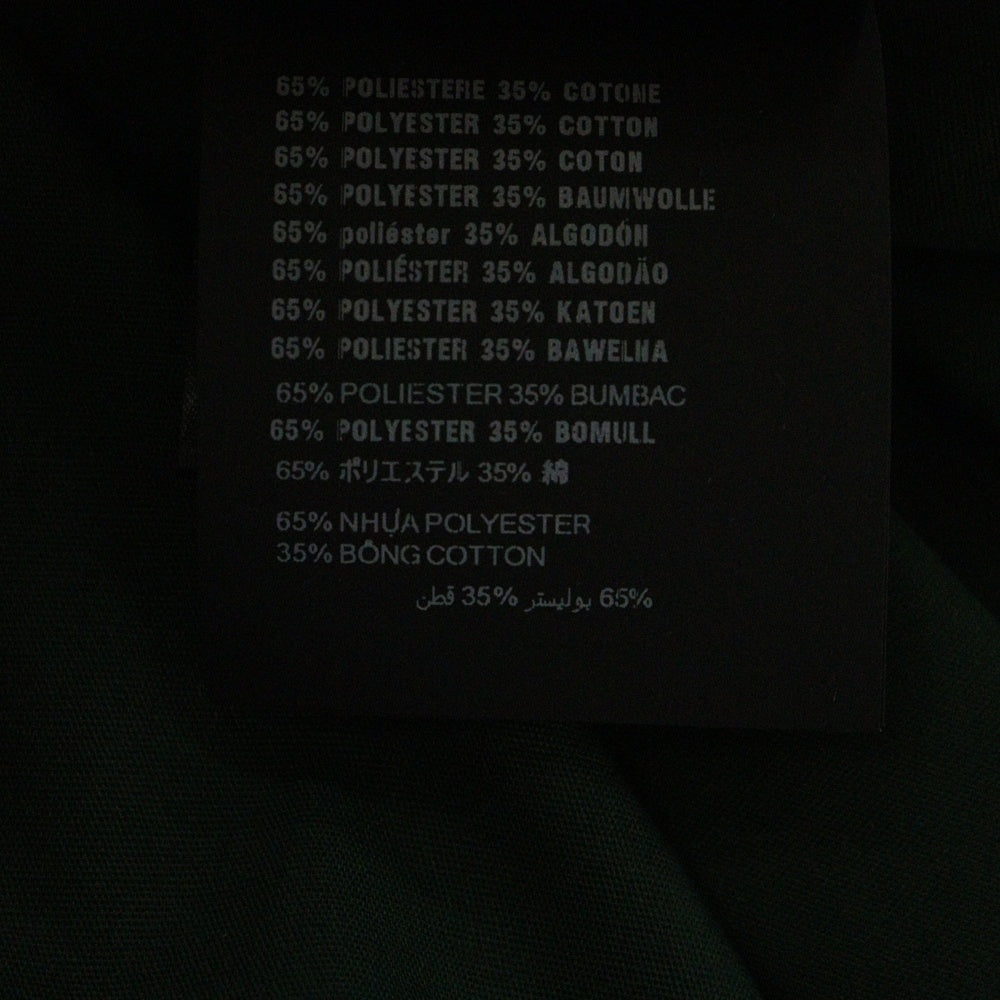 65% POLIESTERE 35% COTONE
65% POLYESTER 35% COTTON
65% POLYESTER 35% COTON
65% POLYESTER 35% BAUMWOLLE
65% poliéster 35% ALGODÓN
65% POLIÉSTER 35% ALGODÃO
65% POLYESTER 35% KATOEN
65% POLIESTER 35% BAWEŁNA
65% POLIESTER 35% BUMBAC
65% POLYESTER 35% BOMULL
65% ポリエステル 35% 綿
65% NHỰA POLYESTER
35% BÔNG COTTON
65% بوليستر 35% قطن